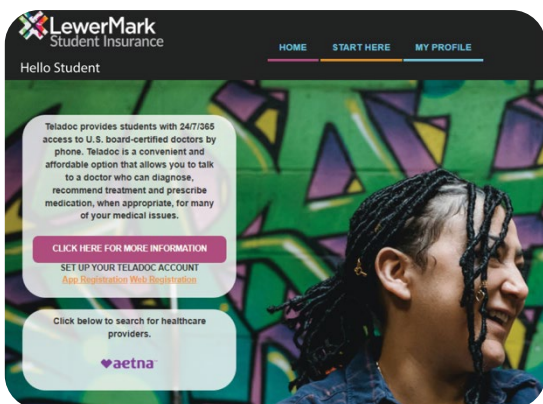 LewerMark
Student Insurance
HOME START HERE MY PROFILE
Hello Student
Teladoc provides students with 24/7/365
access to U.S. board-certified doctors by
phone. Teladoc is a convenient and
affordable option that allows you to talk
to a doctor who can diagnose,
recommend treatment and prescribe
medication, when appropriate, for many
of your medical issues.
CLICK HERE FOR MORE INFORMATION
SET UP YOUR TELADOC ACCOUNT
App Registration Web Registration
Click below to search for healthcare
providers.
aetna